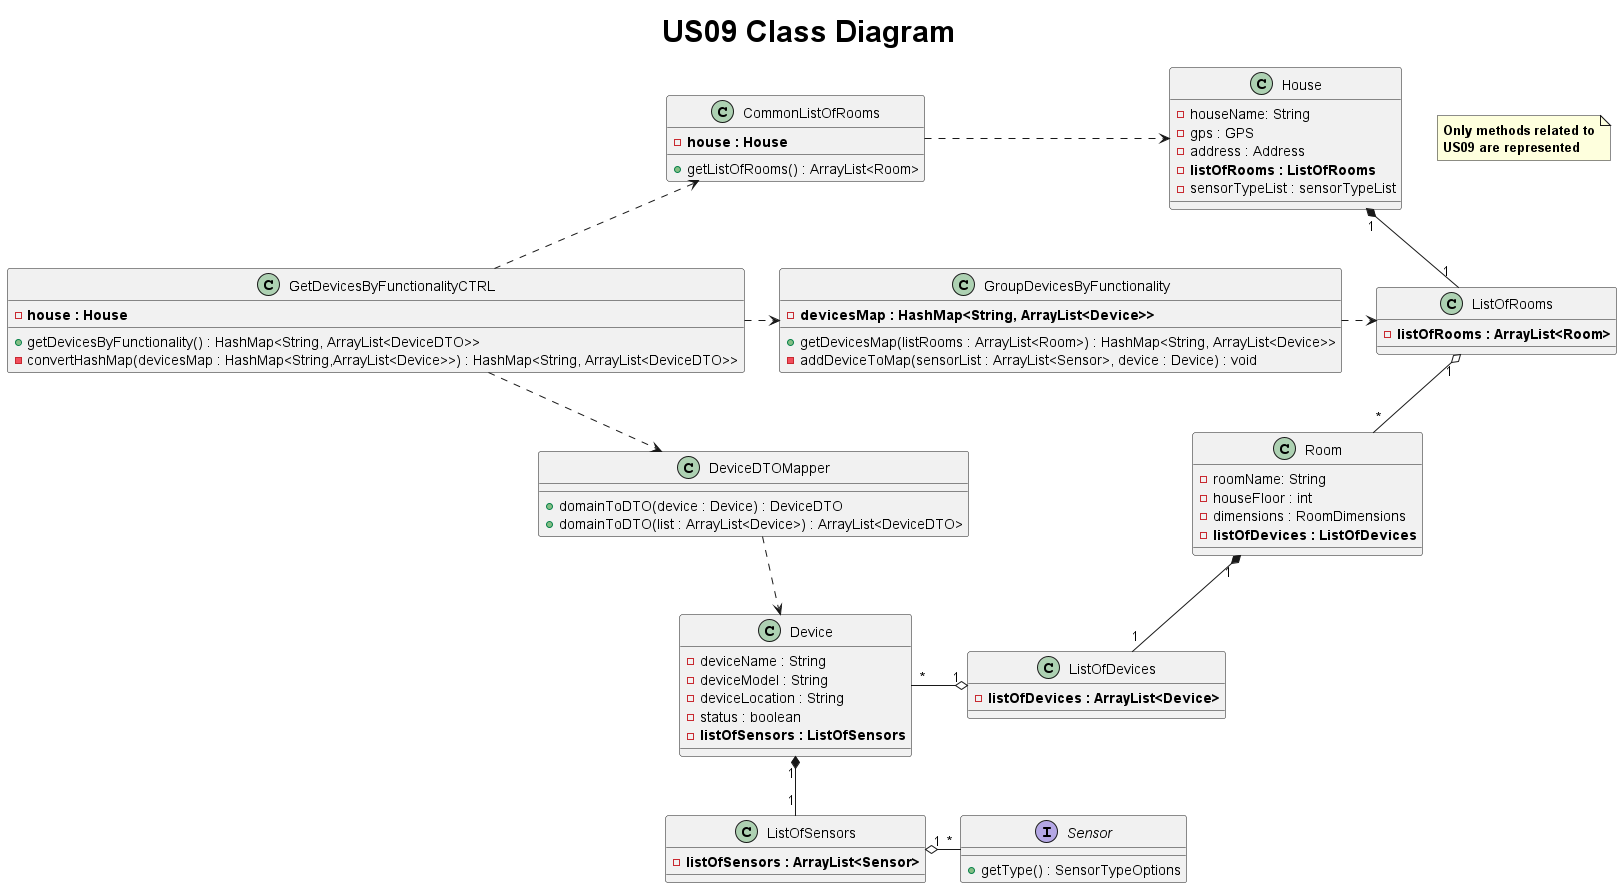 US09 Class Diagram
C CommonListOfRooms
house : House
getListOfRooms() : ArrayList<Room>
C House
houseName: String
gps : GPS
address : Address
listOfRooms : ListOfRooms
sensorTypeList : sensorTypeList
Only methods related to
US09 are represented
1
1
C GetDevicesByFunctionalityCTRL
house : House
getDevicesByFunctionality() : HashMap<String, ArrayList<DeviceDTO>>
convertHashMap(devicesMap : HashMap<String,ArrayList<Device>>) : HashMap<String, ArrayList<DeviceDTO>>
C GroupDevicesByFunctionality
devicesMap : HashMap<String, ArrayList<Device>>
getDevicesMap(listRooms : ArrayList<Room>) : HashMap<String, ArrayList<Device>>
addDeviceToMap(sensorList : ArrayList<Sensor>, device : Device) : void
C ListOfRooms
listOfRooms : ArrayList<Room>
1
*
C DeviceDTOMapper
domainToDTO(device : Device) : DeviceDTO
domainToDTO(list : ArrayList<Device>) : ArrayList<DeviceDTO>
C Room
roomName: String
houseFloor : int
dimensions : RoomDimensions
listOfDevices : ListOfDevices
1
1
C Device
deviceName : String
deviceModel : String
deviceLocation : String
status : boolean
listOfSensors : ListOfSensors
* 1
C ListOfDevices
listOfDevices : ArrayList<Device>
1
1
C ListOfSensors
listOfSensors : ArrayList<Sensor>
1 *
I Sensor
getType() : SensorTypeOptions